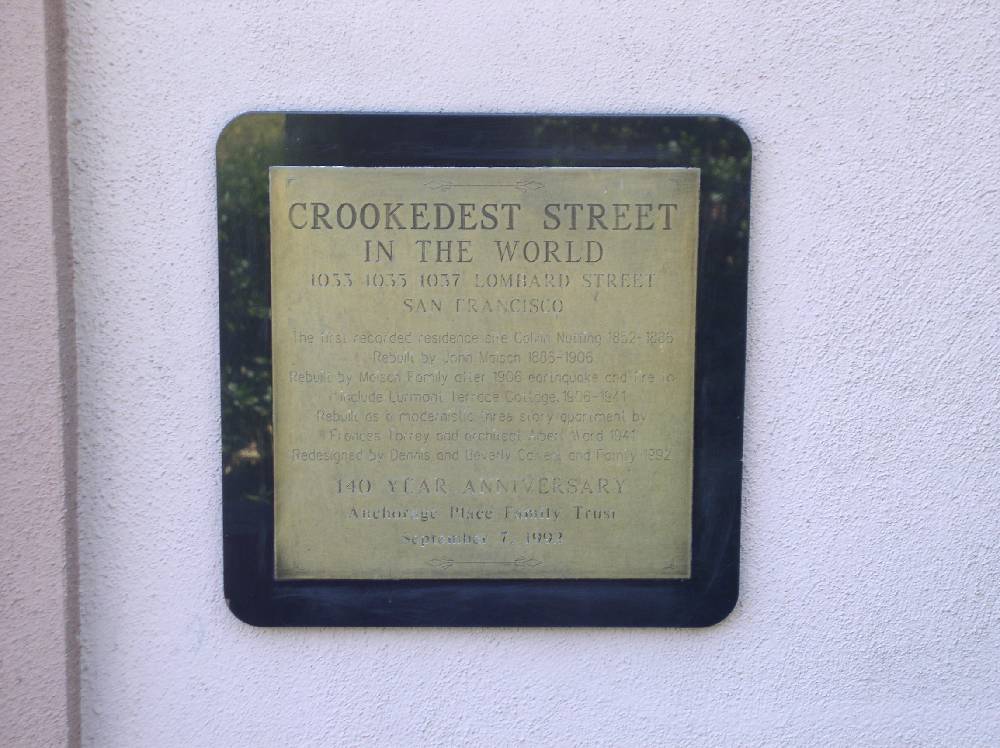 CROOKEDEST STREET
IN THE WORLD
1033 1035 1037 LOMBARD STREET
SAN FRANCISCO
The first recorded residence site Calvin Nutting 1852-1886
Rebuilt by John Maisch 1886-1906
Rebuilt by Maisch Family after 1906 earthquake and fire to
include Lurmont Terrace Cottage, 1906-1941
Rebuilt as a modernistic three story apartment by
Frances Torrey and architect Albert Ward 1941
Redesigned by Dennis and Beverly and Family 1992
140 YEAR ANNIVERSARY
Anchorage Place Family Trust
September 7, 1992